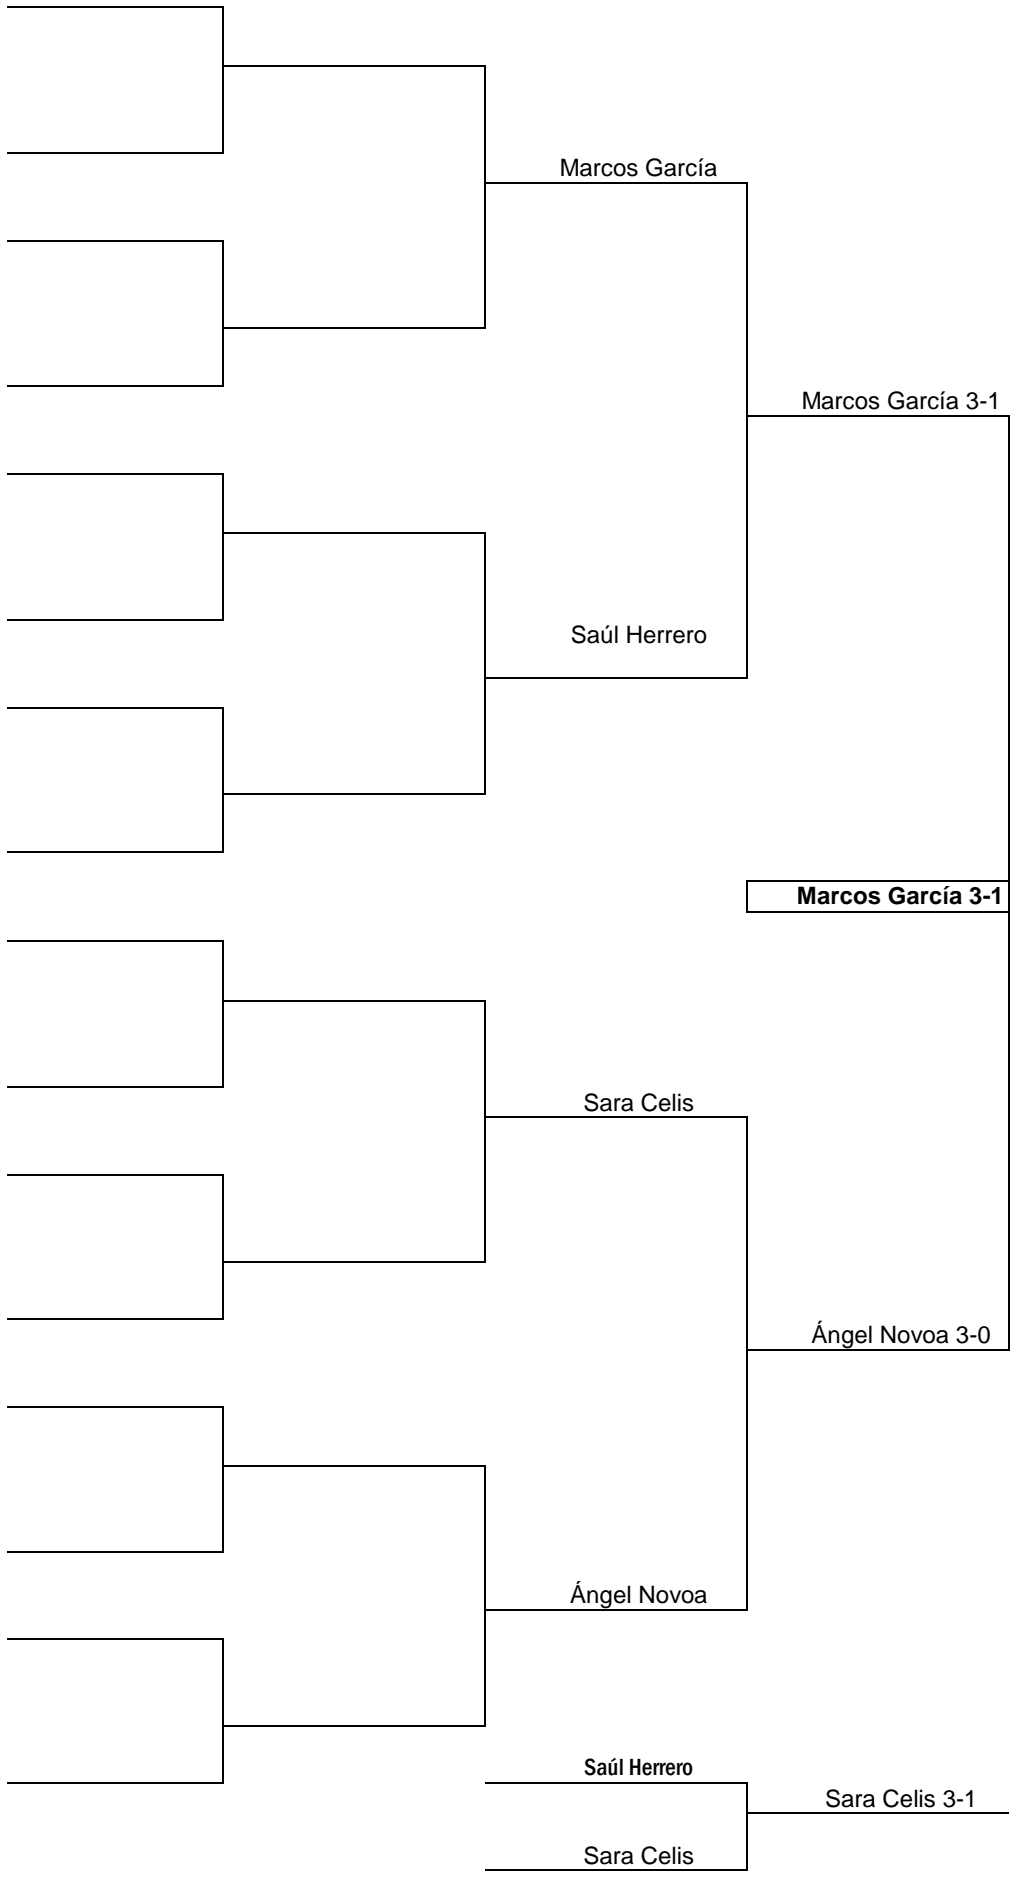 Marcos García
Marcos García 3-1
Saúl Herrero
Marcos García 3-1
Sara Celis
Ángel Novoa 3-0
Ángel Novoa
Saúl Herrero
Sara Celis 3-1
Sara Celis